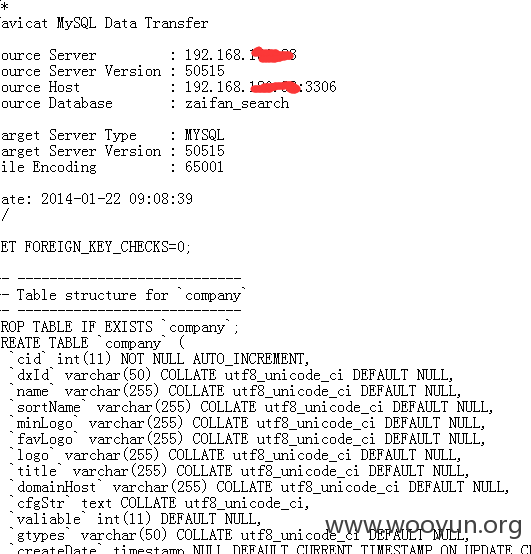 *
avicat MySQL Data Transfer
ource Server : 192.168.1
ource Server Version : 50515
ource Host : 192.168. :3306
ource Database : zaifan_search
arget Server Type : MYSQL
arget Server Version : 50515
ile Encoding : 65001
ate: 2014-01-22 09:08:39
/
ET FOREIGN_KEY_CHECKS=0;
-- ----------------------------
-- Table structure for `company`
-- ----------------------------
ROP TABLE IF EXISTS `company`;
REATE TABLE `company` (
`cid` int(11) NOT NULL AUTO_INCREMENT,
`dxId` varchar(50) COLLATE utf8_unicode_ci DEFAULT NULL,
`name` varchar(255) COLLATE utf8_unicode_ci DEFAULT NULL,
`sortName` varchar(255) COLLATE utf8_unicode_ci DEFAULT NULL,
`minLogo` varchar(255) COLLATE utf8_unicode_ci DEFAULT NULL,
`favLogo` varchar(255) COLLATE utf8_unicode_ci DEFAULT NULL,
`logo` varchar(255) COLLATE utf8_unicode_ci DEFAULT NULL,
`title` varchar(255) COLLATE utf8_unicode_ci DEFAULT NULL,
`domainHost` varchar(255) COLLATE utf8_unicode_ci DEFAULT NULL,
`cfgStr` text COLLATE utf8_unicode_ci,
`valiable` int(11) DEFAULT NULL,
`gtypes` varchar(50) COLLATE utf8_unicode_ci DEFAULT NULL,
`createDate` timestamp NULL DEFAULT CURRENT_TIMESTAMP ON UPDATE CU
www.wooyun.org